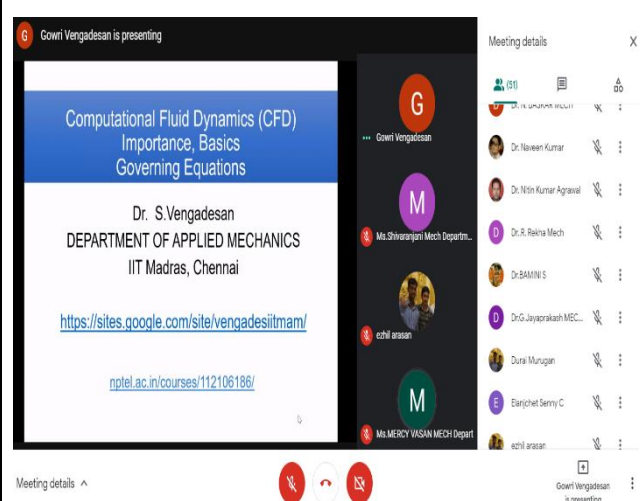 G Gowri Vengadesan is presenting
Computational Fluid Dynamics (CFD)
Importance, Basics
Governing Equations
Dr. S.Vengadesan
DEPARTMENT OF APPLIED MECHANICS
IIT Madras, Chennai
https://sites.google.com/site/vengadesiitmam/
nptel.ac.in/courses/112106186/
G
Gowri Vengadesan
M
Ms.Shivaranjani Mech Departm...
ezhil arasan
M
Ms.MERCY VASAN MECH Depart
Meeting details
(51)
Dr. N. BASKAR MECH
Dr. Naveen Kumar
Dr. Nitin Kumar Agrawal
D Dr. R. Rekha Mech
Dr.BAMINI S
D Dr.G.Jayaprakash MEC...
Durai Murugan
E Elanjchet Senny C
ezhil arasan
Meeting details
Gowri Vengadesan
is presenting